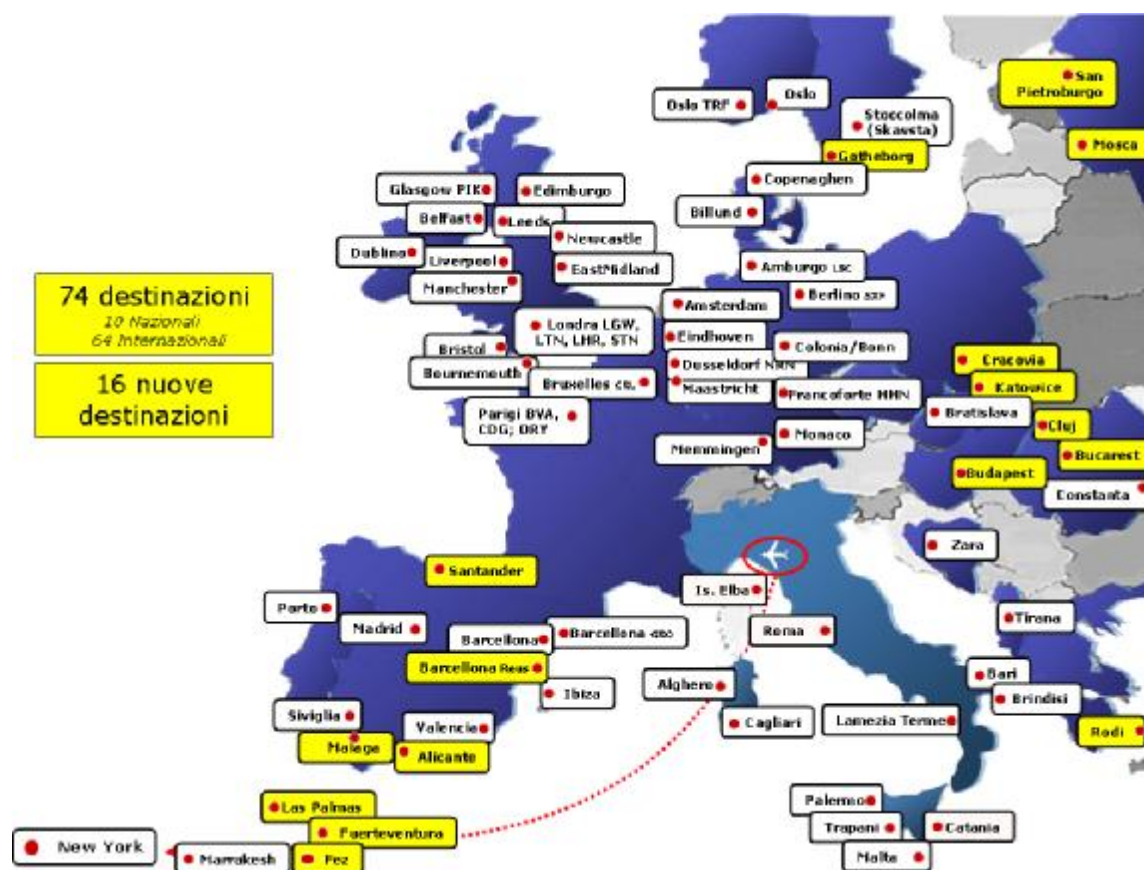 Oslo TRF
Oslo
San
Pietroburgo
Stoccolma
(Skavsta)
Mosca
Gotheborg
Glasgow PIK
Edimburgo
Copenaghen
Belfast
Leeds
Billund
Newcastle
Dublino
Liverpool
EastMidland
Amburgo LBC
Manchester
Berlino SXF
74 destinazioni
10 Nazionali
64 Internazionali
Amsterdam
Londra LGW,
LTN, LHR, STN
Eindhoven
Bristol
Colonia/Bonn
Cracovia
Bournemouth
Dusseldorf NRN
16 nuove
destinazioni
Bruxelles CRL
Maastricht
Francoforte HHN
Katowice
Parigi BVA,
CDG; ORY
Bratislava
Cluj
Memmingen
Monaco
Bucarest
Budapest
Constanta
Zara
Santander
Is. Elba
Porto
Madrid
Barcellona
Barcellona GRO
Roma
Tirana
Barcellona Reus
Ibiza
Alghero
Bari
Brindisi
Siviglia
Valencia
Cagliari
Lamezia Terme
Rodi
Malaga
Alicante
Las Palmas
Palermo
Fuerteventura
Trapani
Catania
New York
Marrakesh
Fez
Malta